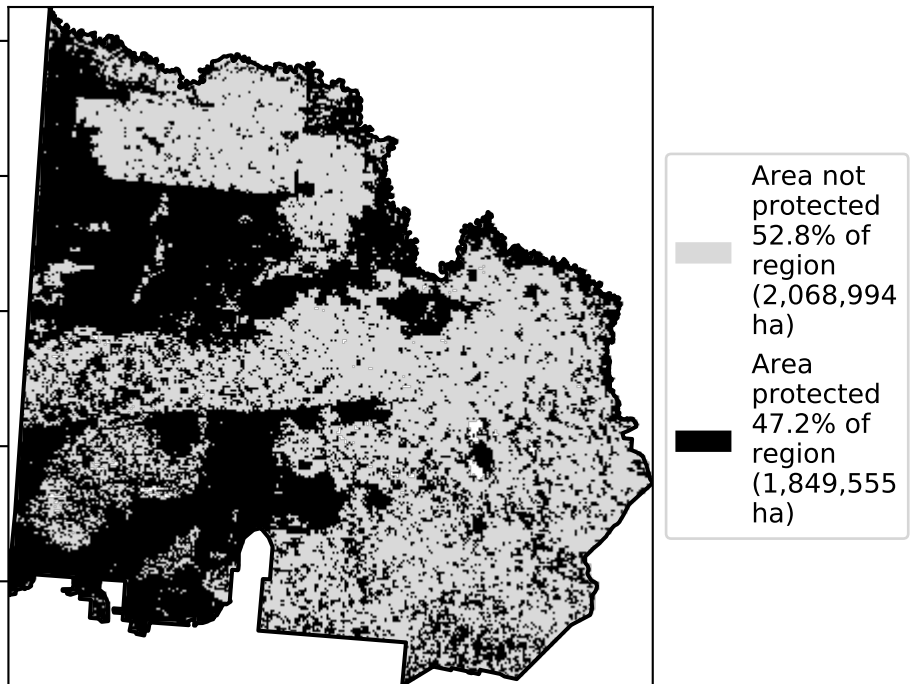 Area not
protected
52.8% of
region
(2,068,994
ha)
Area
protected
47.2% of
region
(1,849,555
ha)